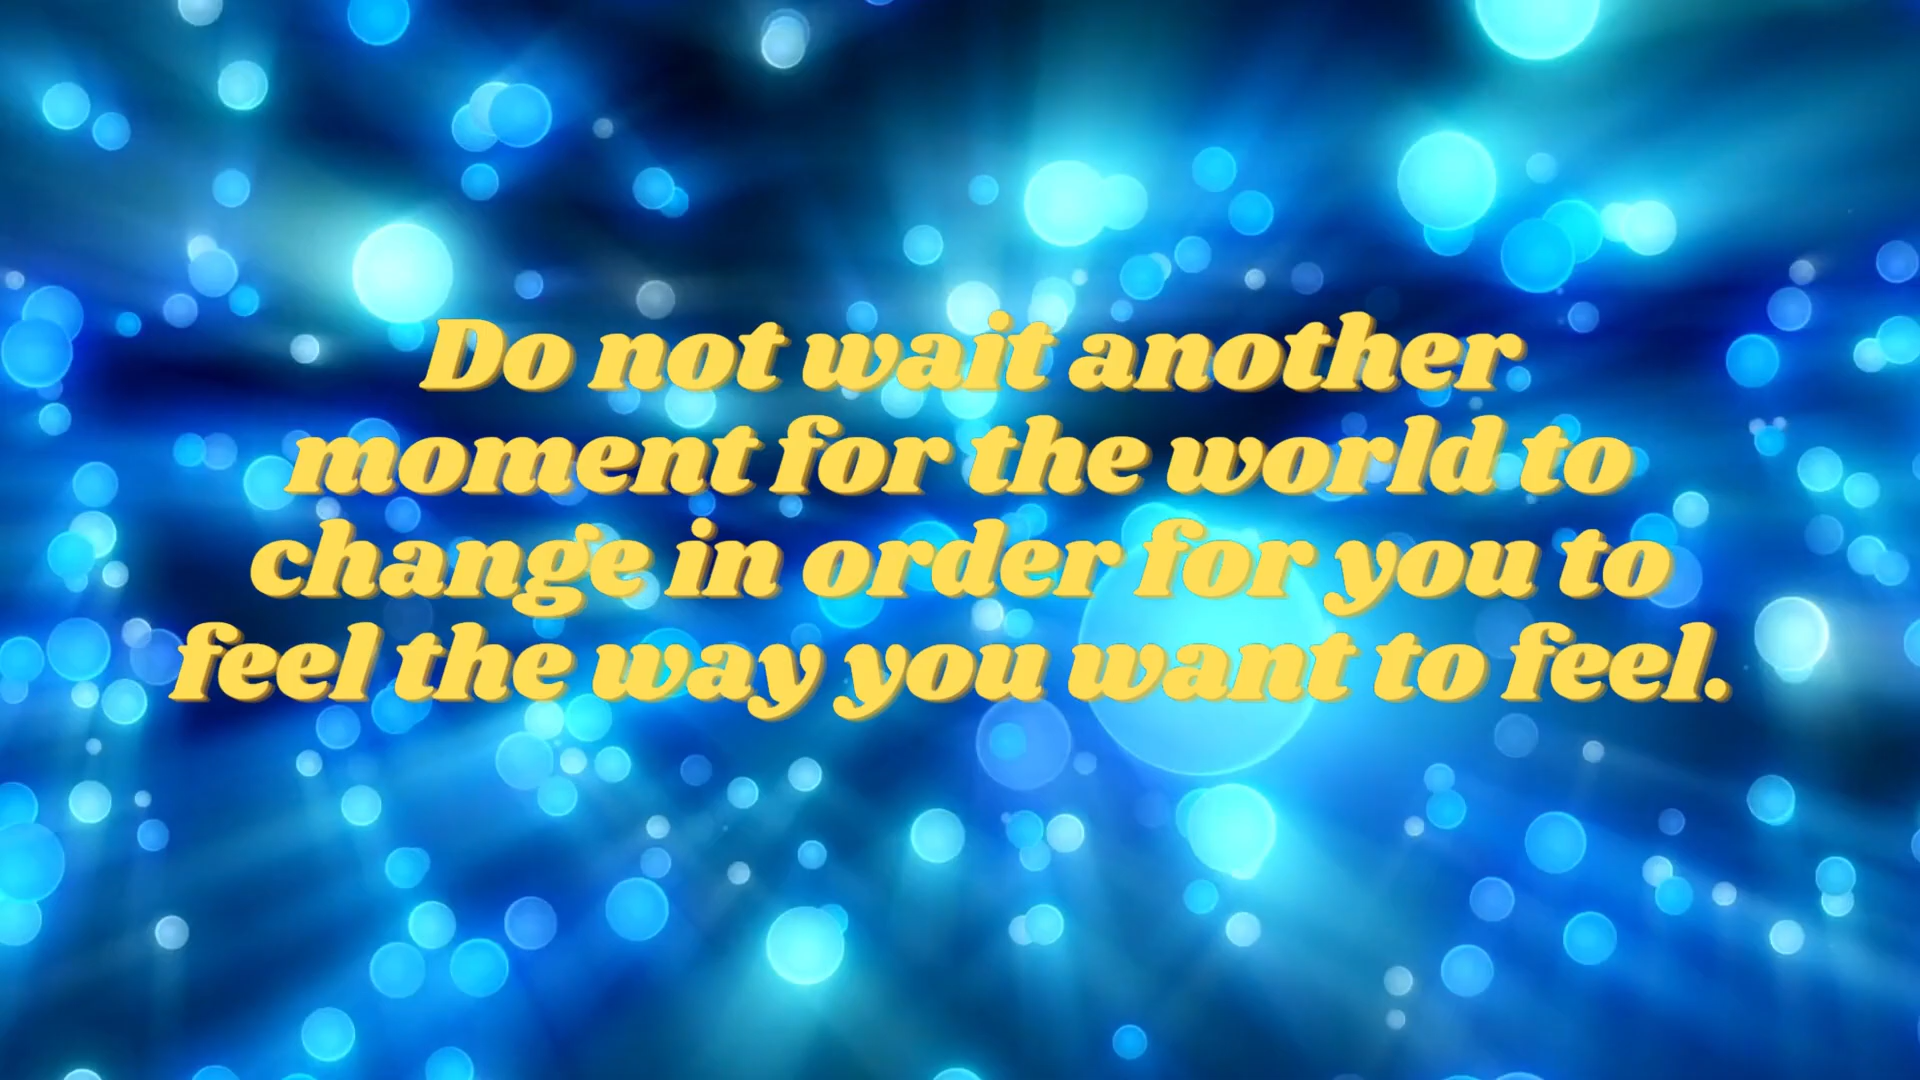 Do not wait another
moment for the world to
change in order for you to
feel the way you want to feel.